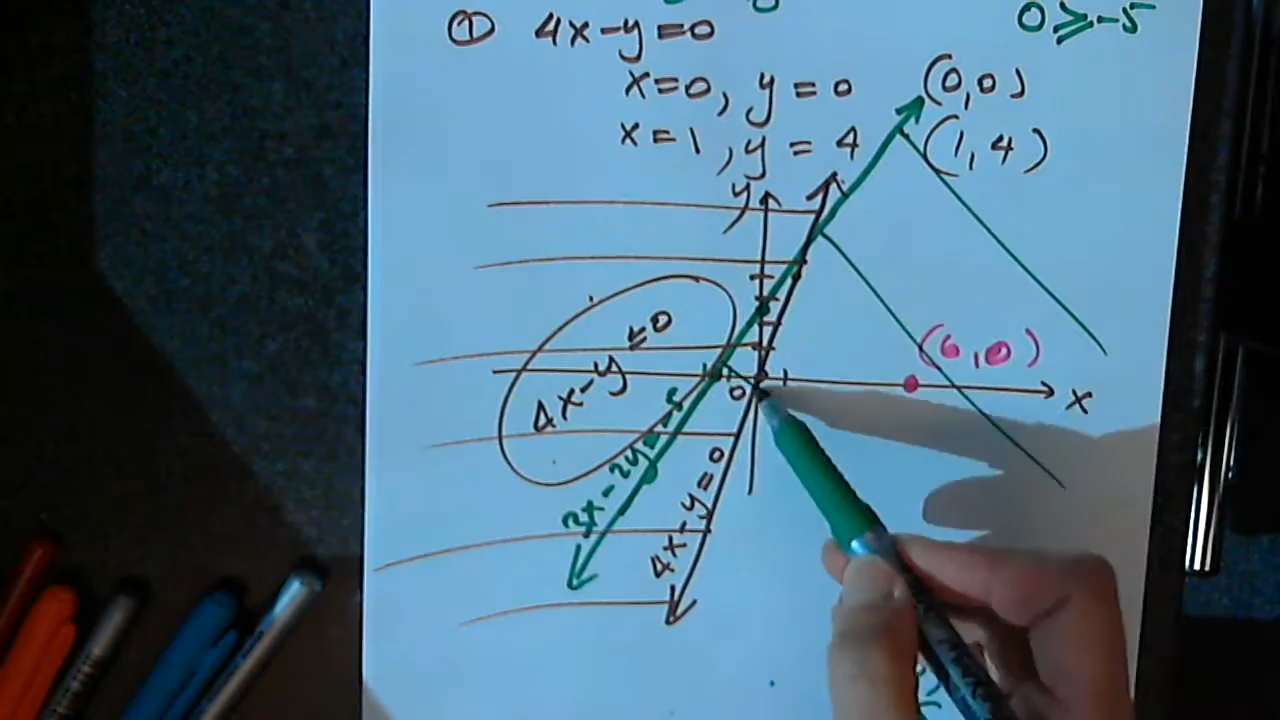 ① 4x-y=0
0≥-5
x=0, y=0
(0,0)
x=1, y=4
(1,4)
y
4x-y≤0
(6,0)
0
1
x
3x-2y=-5
4x-y=0